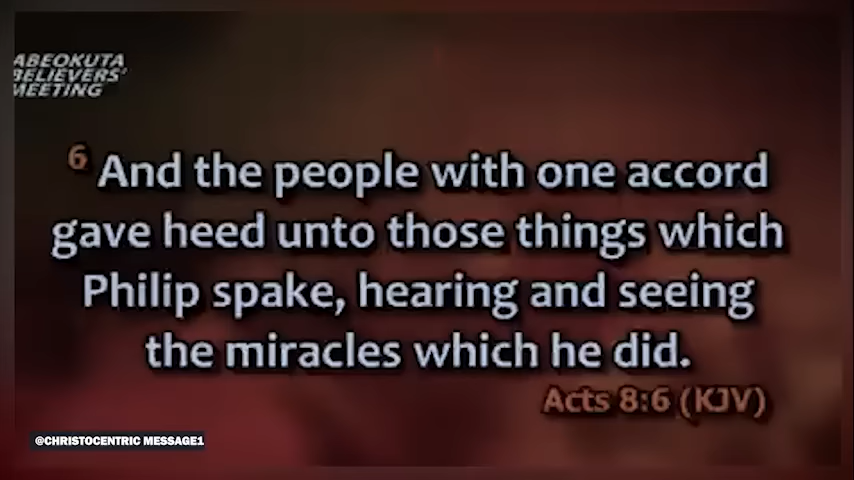 ABEOKUTA
BELIEVERS'
MEETING
6 And the people with one accord
gave heed unto those things which
Philip spake, hearing and seeing
the miracles which he did.
Acts 8:6 (KJV)
@CHRISTOCENTRIC MESSAGE1